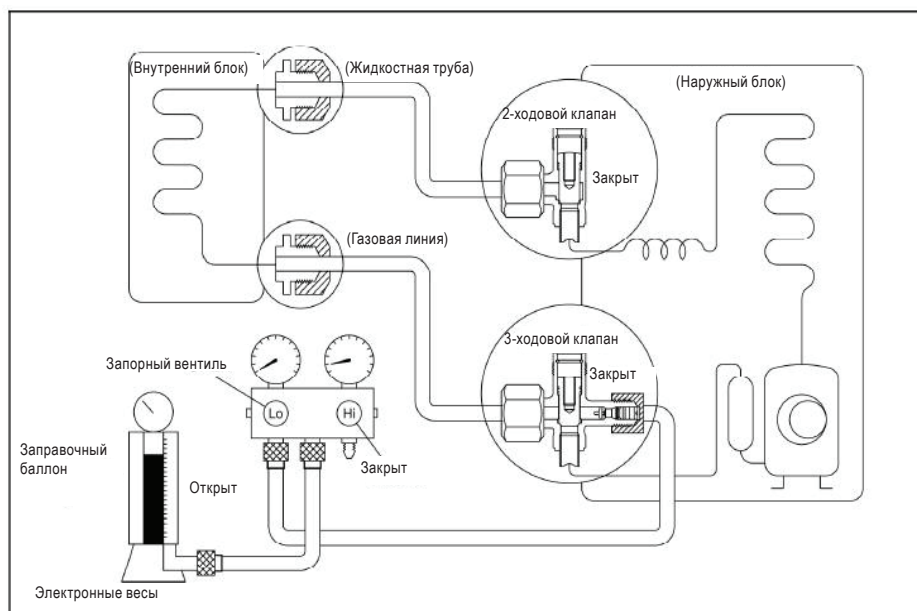 (Внутренний блок)
(Жидкостная труба)
(Наружный блок)
2-ходовой клапан
Закрыт
(Газовая линия)
3-ходовой клапан
Закрыт
Запорный вентиль
Lo
Hi
Заправочный
баллон
Закрыт
Открыт
Электронные весы